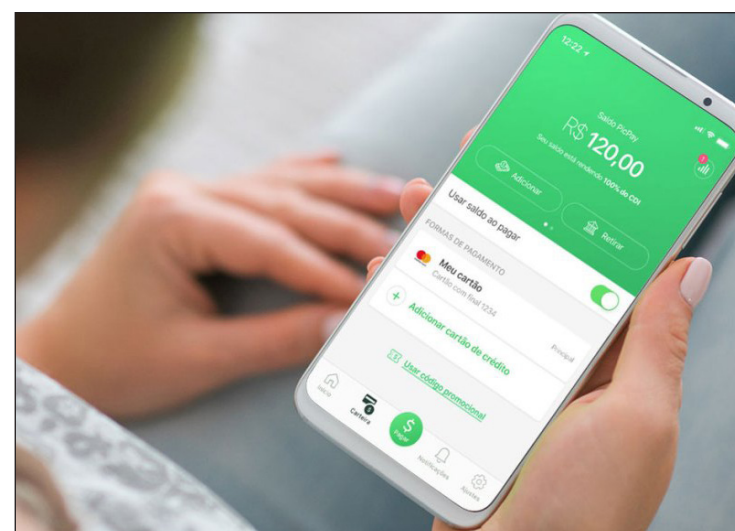 12:22
Saldo PicPay
R$ 120,00
Seu saldo está rendendo 100% do CDI
Adicionar
Retirar
Usar saldo ao pagar
FORMAS DE PAGAMENTO
Meu cartão
Cartão com final 1234
Principal
Adicionar cartão de crédito
Usar código promocional
Início
Carteira
Pagar
Notificações
Ajustes